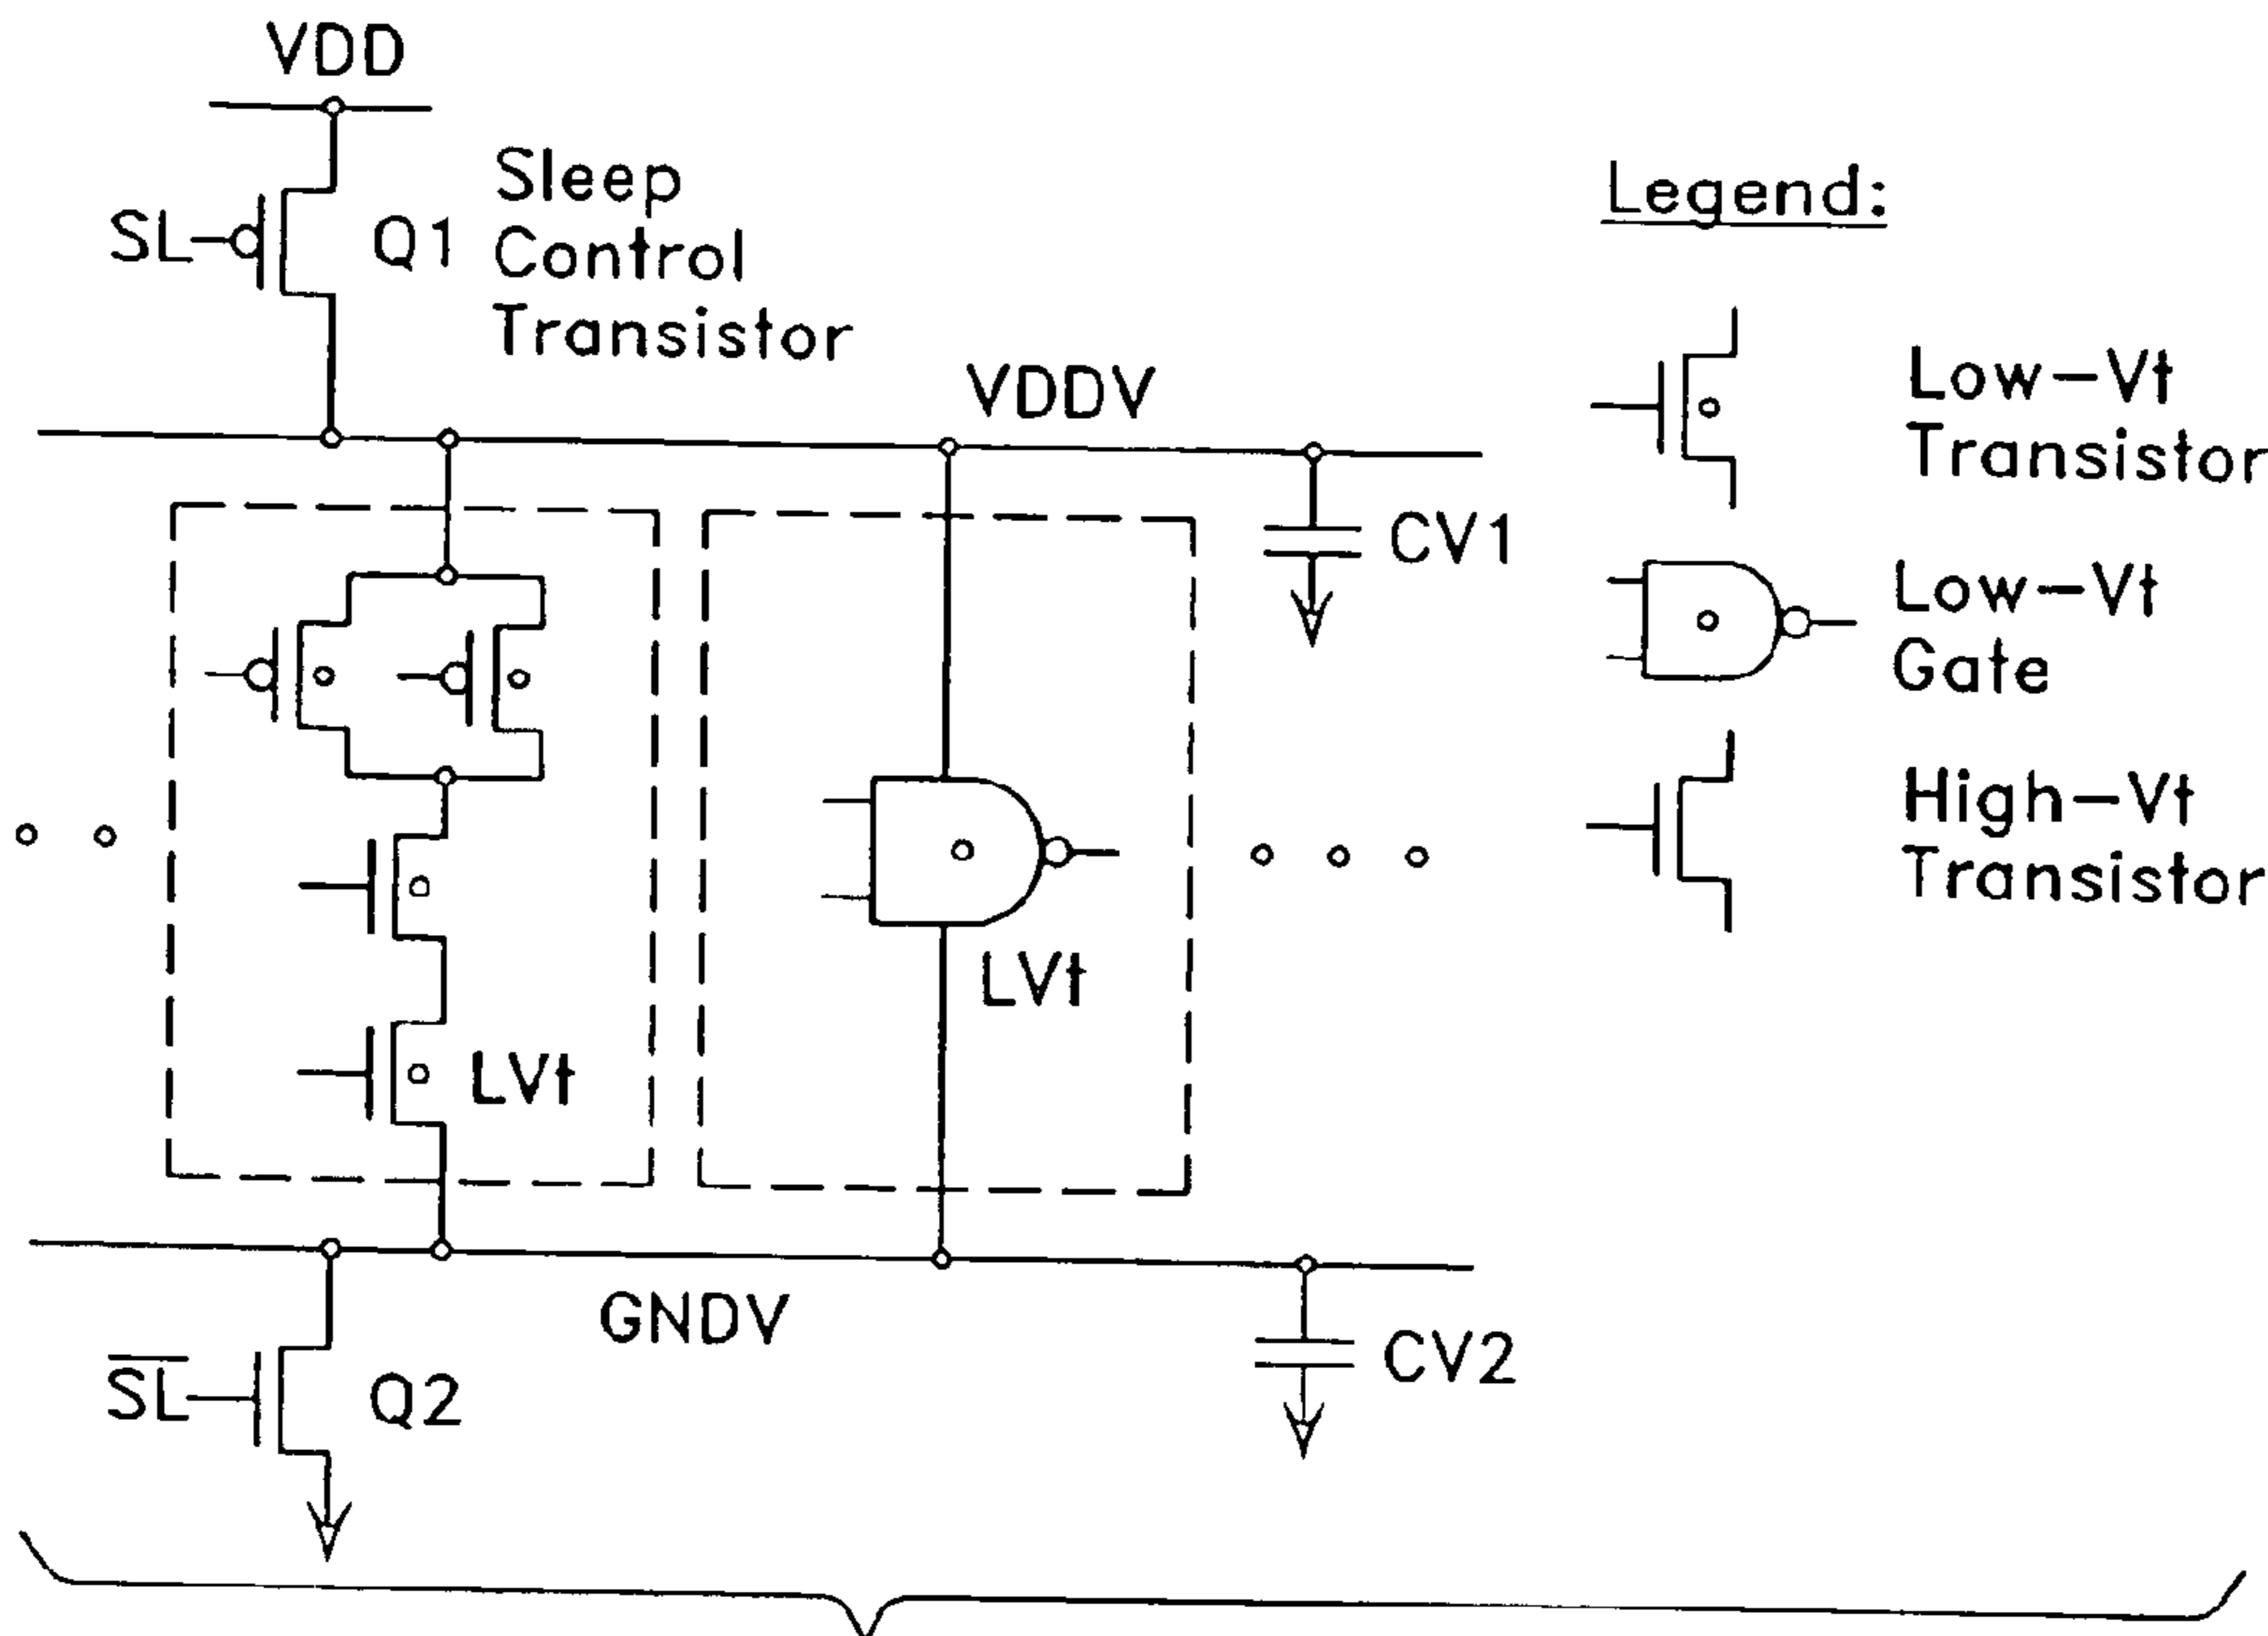 VDD
SL
Q1
Sleep
Control
Transistor
VDDV
CV1
LVt
LVt
GNDV
CV2
S̅L̅
Q2
Legend:
Low-Vt
Transistor
Low-Vt
Gate
High-Vt
Transistor